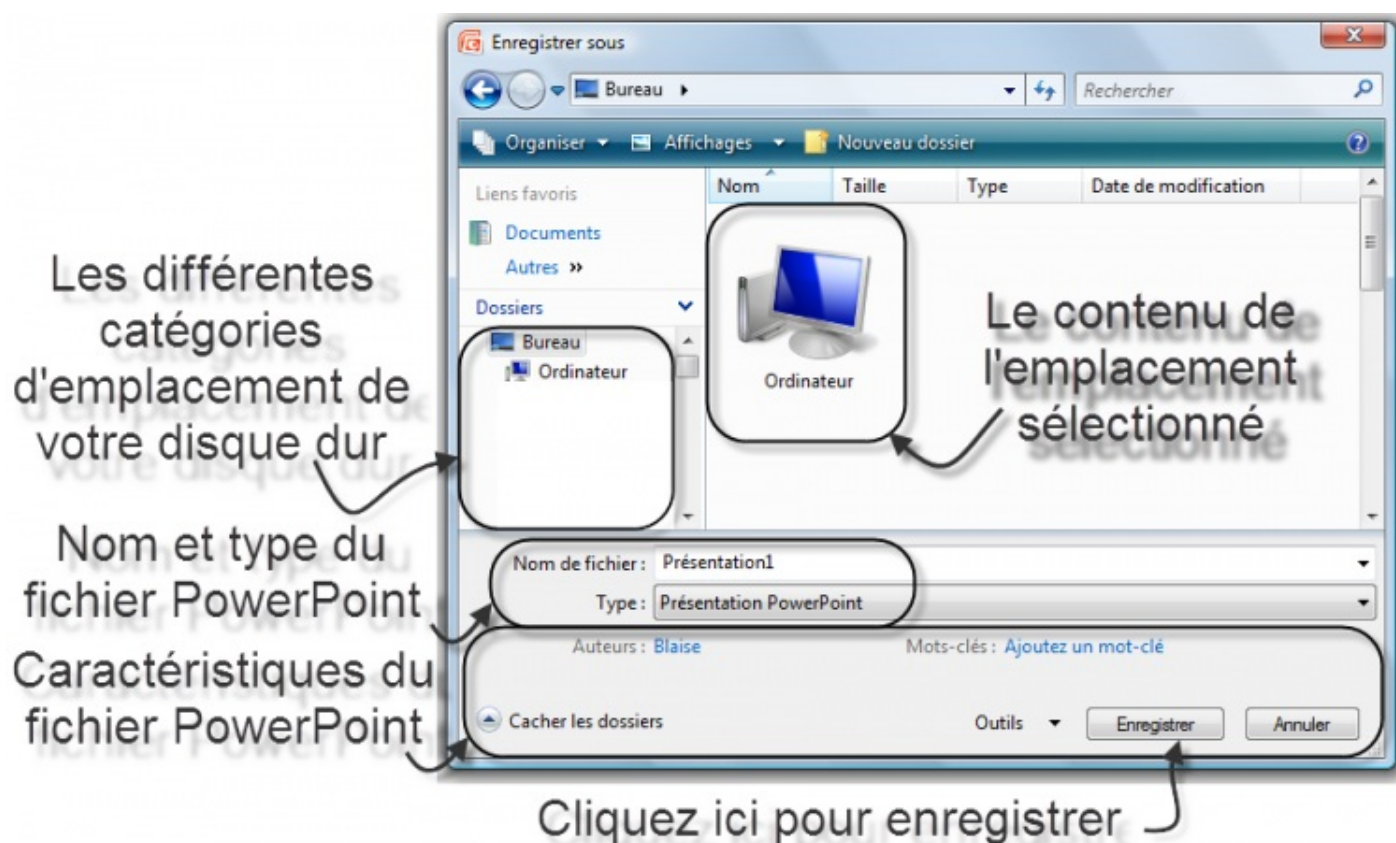 Enregistrer sous
Bureau
Rechercher
Organiser
Affichages
Nouveau dossier
Liens favoris
Documents
Autres »
Dossiers
Bureau
Ordinateur
Nom
Taille
Type
Date de modification
Ordinateur
Les différentes
catégories
d'emplacement de
votre disque dur
Le contenu de
l'emplacement
sélectionné
Nom et type du
fichier PowerPoint
Nom de fichier : Présentation1
Type : Présentation PowerPoint
Caractéristiques du
fichier PowerPoint
Auteurs : Blaise
Mots-clés : Ajoutez un mot-clé
Cacher les dossiers
Outils
Enregistrer
Annuler
Cliquez ici pour enregistrer